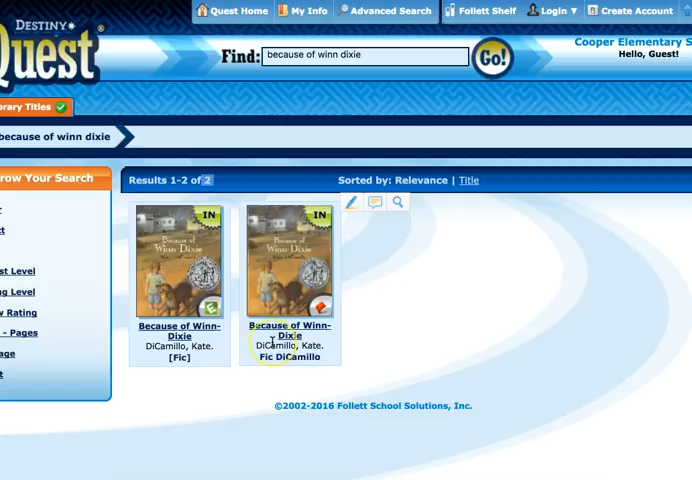 Quest Home
My Info
Advanced Search
Follett Shelf
Login ▼
Create Account
DESTINY®
Quest
Find:
because of winn dixie
Go!
Cooper Elementary S
Hello, Guest!
brary Titles
because of winn dixie
row Your Search
Results 1-2 of 2
Sorted by: Relevance | Title
st Level
ng Level
w Rating
- Pages
age
t
IN
Because of
Winn-Dixie
IN
Because of
Winn-Dixie
Because of Winn-
Dixie
DiCamillo, Kate.
[Fic]
Because of Winn-
Dixie
DiCamillo, Kate.
Fic DiCamillo
©2002-2016 Follett School Solutions, Inc.